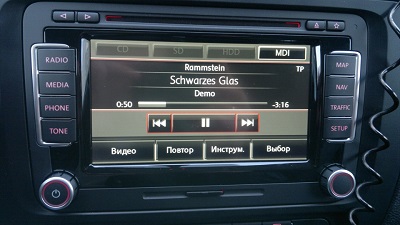 CD SD HDD MDI
RADIO
MEDIA
PHONE
TONE
Rammstein TP
Schwarzes Glas
Demo
0:50 -3:16
Видео Повтор Инструм. Выбор
MAP
NAV
TRAFFIC
SETUP